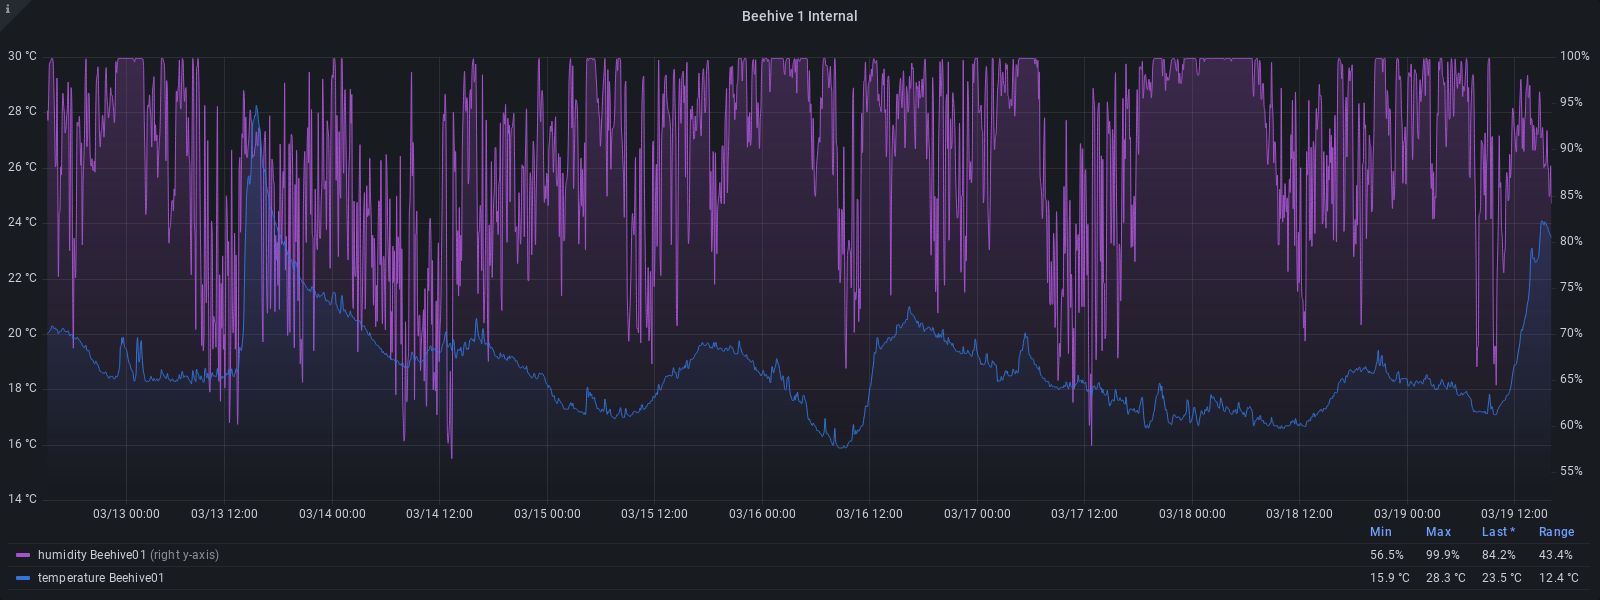 i
Beehive 1 Internal
30 °C 100%
28 °C 95%
26 °C 90%
24 °C 85%
22 °C 80%
20 °C 75%
18 °C 70%
16 °C 65%
14 °C 60%
55%
03/13 00:00 03/13 12:00 03/14 00:00 03/14 12:00 03/15 00:00 03/15 12:00 03/16 00:00 03/16 12:00 03/17 00:00 03/17 12:00 03/18 00:00 03/18 12:00 03/19 00:00 03/19 12:00
Min Max Last * Range
humidity Beehive01 (right y-axis) 56.5% 99.9% 84.2% 43.4%
temperature Beehive01 15.9 °C 28.3 °C 23.5 °C 12.4 °C